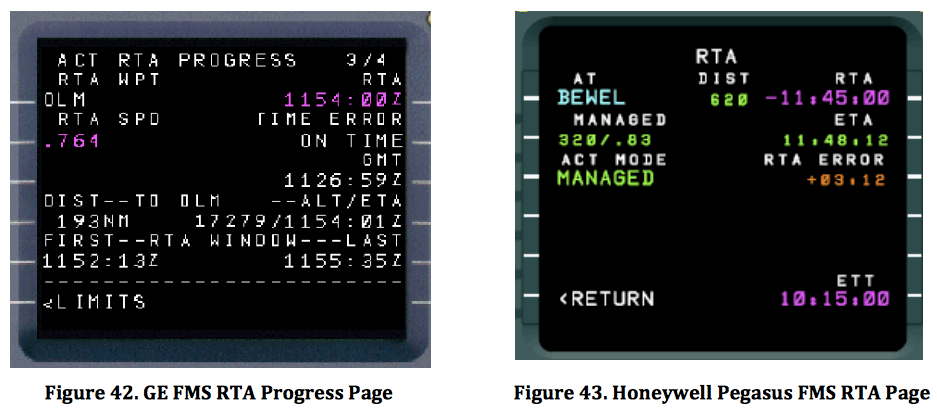 ACT RTA PROGRESS 3/4
RTA WPT RTA
OLM 1154:00Z
RTA SPD TIME ERROR
.764 ON TIME
GMT
1126:59Z
DIST--TO OLM --ALT/ETA
193NM 17279/1154:01Z
FIRST--RTA WINDOW---LAST
1152:13Z 1155:35Z
------------------------
<LIMITS
Figure 42. GE FMS RTA Progress Page
RTA
AT DIST RTA
BEWEL 620 -11:45:00
MANAGED ETA
320/.83 11:48:12
ACT MODE RTA ERROR
MANAGED +03:12
ETT
<RETURN 10:15:00
Figure 43. Honeywell Pegasus FMS RTA Page